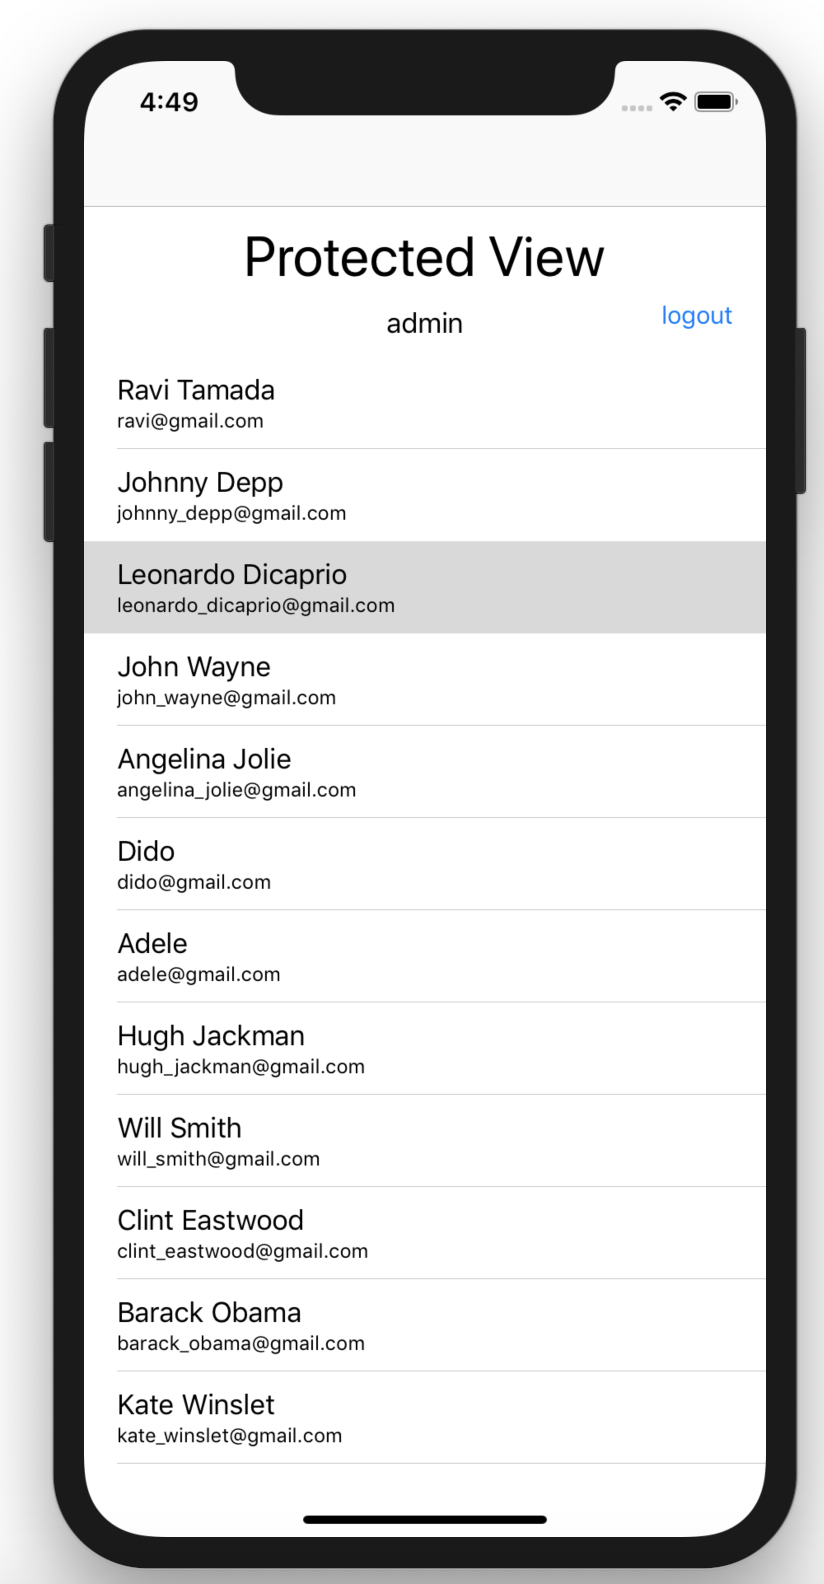 4:49
Protected View
admin
logout
Ravi Tamada
ravi@gmail.com
Johnny Depp
johnny_depp@gmail.com
Leonardo Dicaprio
leonardo_dicaprio@gmail.com
John Wayne
john_wayne@gmail.com
Angelina Jolie
angelina_jolie@gmail.com
Dido
dido@gmail.com
Adele
adele@gmail.com
Hugh Jackman
hugh_jackman@gmail.com
Will Smith
will_smith@gmail.com
Clint Eastwood
clint_eastwood@gmail.com
Barack Obama
barack_obama@gmail.com
Kate Winslet
kate_winslet@gmail.com